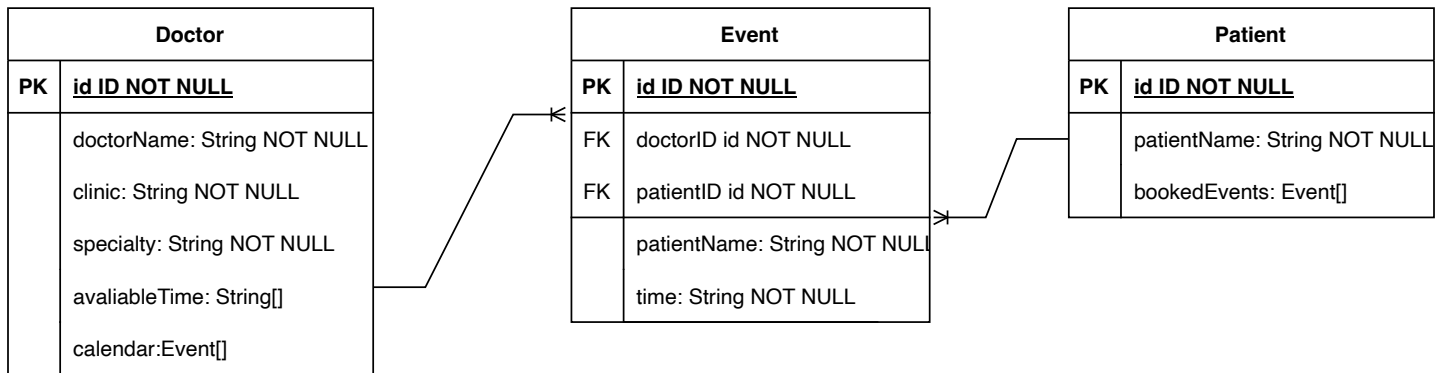 Doctor
PK id ID NOT NULL
doctorName: String NOT NULL
clinic: String NOT NULL
specialty: String NOT NULL
avaliableTime: String[]
calendar:Event[]
Event
PK id ID NOT NULL
FK doctorID id NOT NULL
FK patientID id NOT NULL
patientName: String NOT NULL
time: String NOT NULL
Patient
PK id ID NOT NULL
patientName: String NOT NULL
bookedEvents: Event[]